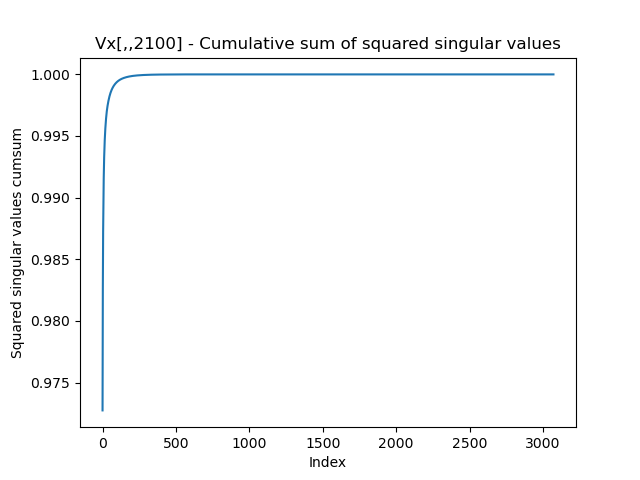 Vx[,,2100] - Cumulative sum of squared singular values
1.000
0.995
0.990
0.985
0.980
0.975
Squared singular values cumsum
0 500 1000 1500 2000 2500 3000
Index